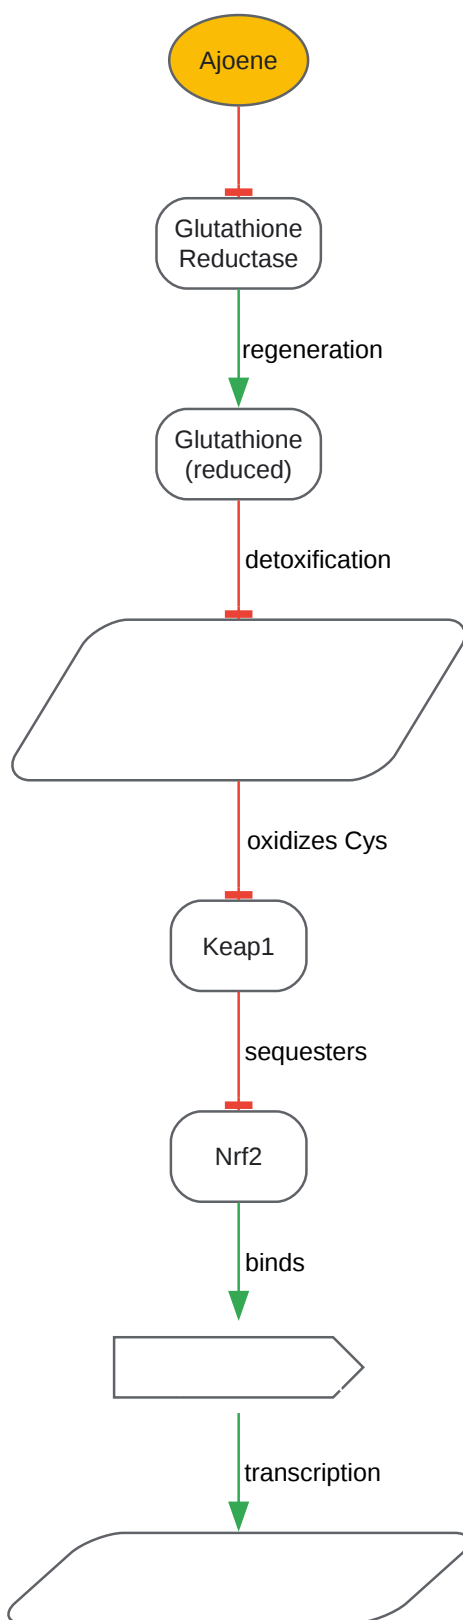 Ajoene
Glutathione
Reductase
regeneration
Glutathione
(reduced)
detoxification
oxidizes Cys
Keap1
sequesters
Nrf2
binds
transcription